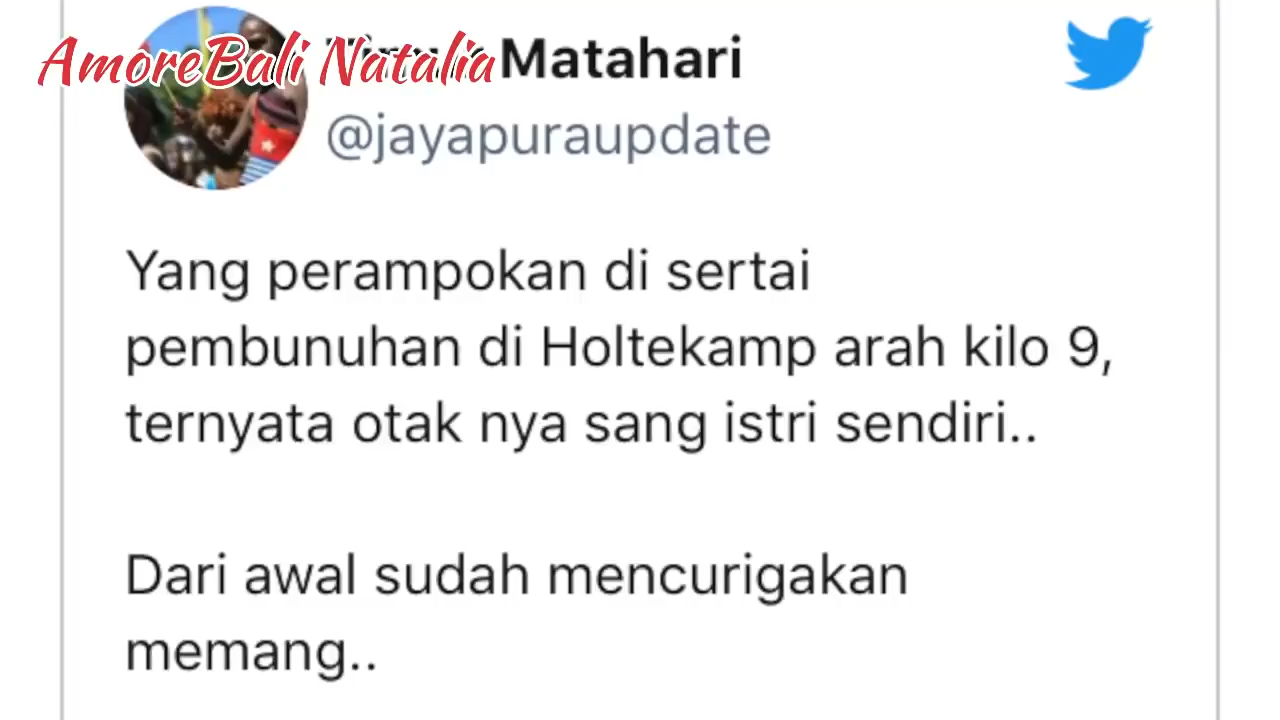 AmoreBali Natalia
Matahari
@jayapuraupdate
Yang perampokan di sertai
pembunuhan di Holtekamp arah kilo 9,
ternyata otak nya sang istri sendiri..
Dari awal sudah mencurigakan
memang..